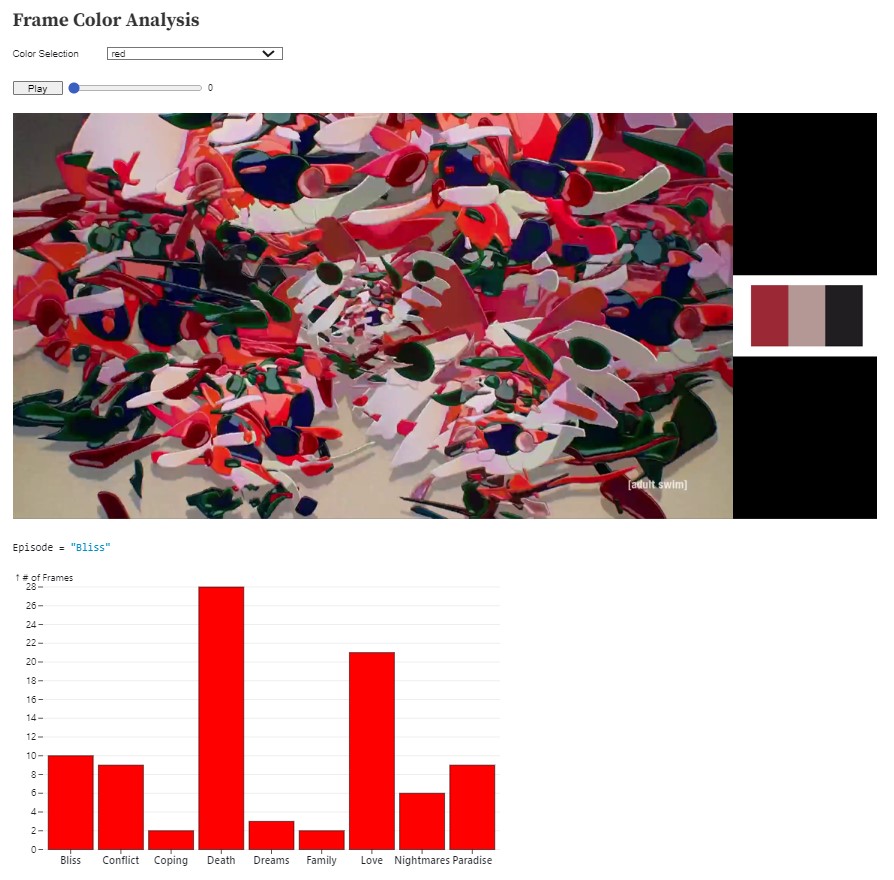 Frame Color Analysis
Color Selection red
Play 0
[adult swim]
Episode = "Bliss"
↑ # of Frames
28
26
24
22
20
18
16
14
12
10
8
6
4
2
0
Bliss Conflict Coping Death Dreams Family Love Nightmares Paradise